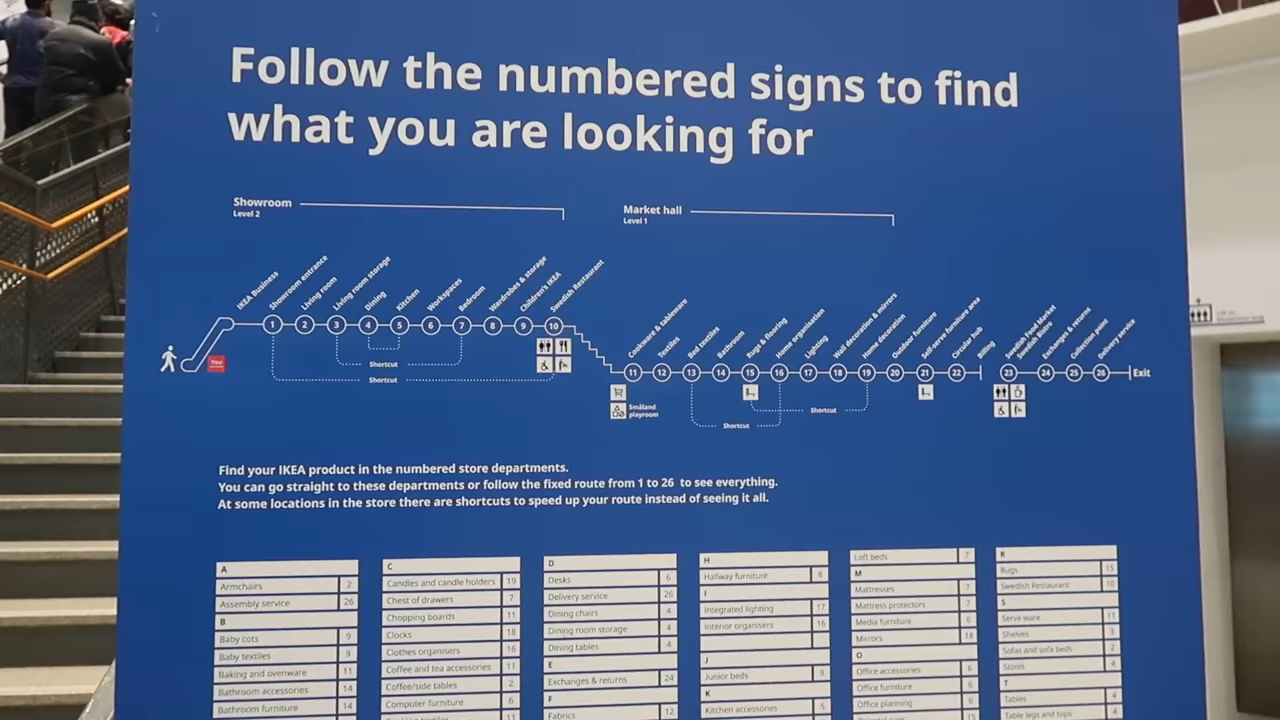 Follow the numbered signs to find
what you are looking for
Showroom
Level 2
Market hall
Level 1
IKEA Business
Showroom entrance
Living room
Living room storage
Dining
Kitchen
Workspaces
Bedroom
Wardrobes & storage
Children's IKEA
Swedish Restaurant
1 2 3 4 5 6 7 8 9 10
You
Shortcut
Shortcut
Cookware & tableware
Textiles
Bed textiles
Bathroom
Rugs & flooring
Home organisation
Lighting
Wall decoration & mirrors
Home decoration
Outdoor furniture
Self-serve furniture area
Circular hub
Billing
Swedish Food Market
Swedish Bistro
Exchanges & returns
Collection point
Delivery service
11 12 13 14 15 16 17 18 19 20 21 22 23 24 25 26 Exit
Småland
playroom
Shortcut
Shortcut
Find your IKEA product in the numbered store departments.
You can go straight to these departments or follow the fixed route from 1 to 26 to see everything.
At some locations in the store there are shortcuts to speed up your route instead of seeing it all.
A
Armchairs 2
Assembly service 26
B
Baby cots 9
Baby textiles 9
Baking and ovenware 11
Bathroom accessories 14
Bathroom furniture 14
C
Candles and candle holders 19
Chest of drawers 7
Chopping boards 11
Clocks 18
Clothes organisers 16
Coffee and tea accessories 11
Coffee/side tables 2
Computer furniture 6
11
D
Desks 6
Delivery service 26
Dining chairs 4
Dining room storage 4
Dining tables 4
E
Exchanges & returns 24
F
Fabrics 12
H
Hallway furniture 8
I
Integrated lighting 17
Interior organisers 16
J
Junior beds 9
K
Kitchen accessories 5
Loft beds 7
M
Mattresses 7
Mattress protectors 7
Media furniture 6
Mirrors 18
O
Office accessories 6
Office furniture 6
Office planning 6
15
R
Rugs 15
Swedish Restaurant 10
S
Serve ware 11
Shelves 3
Sofas and sofa beds 2
Stools 4
T
Tables 4
Table legs and tops 4